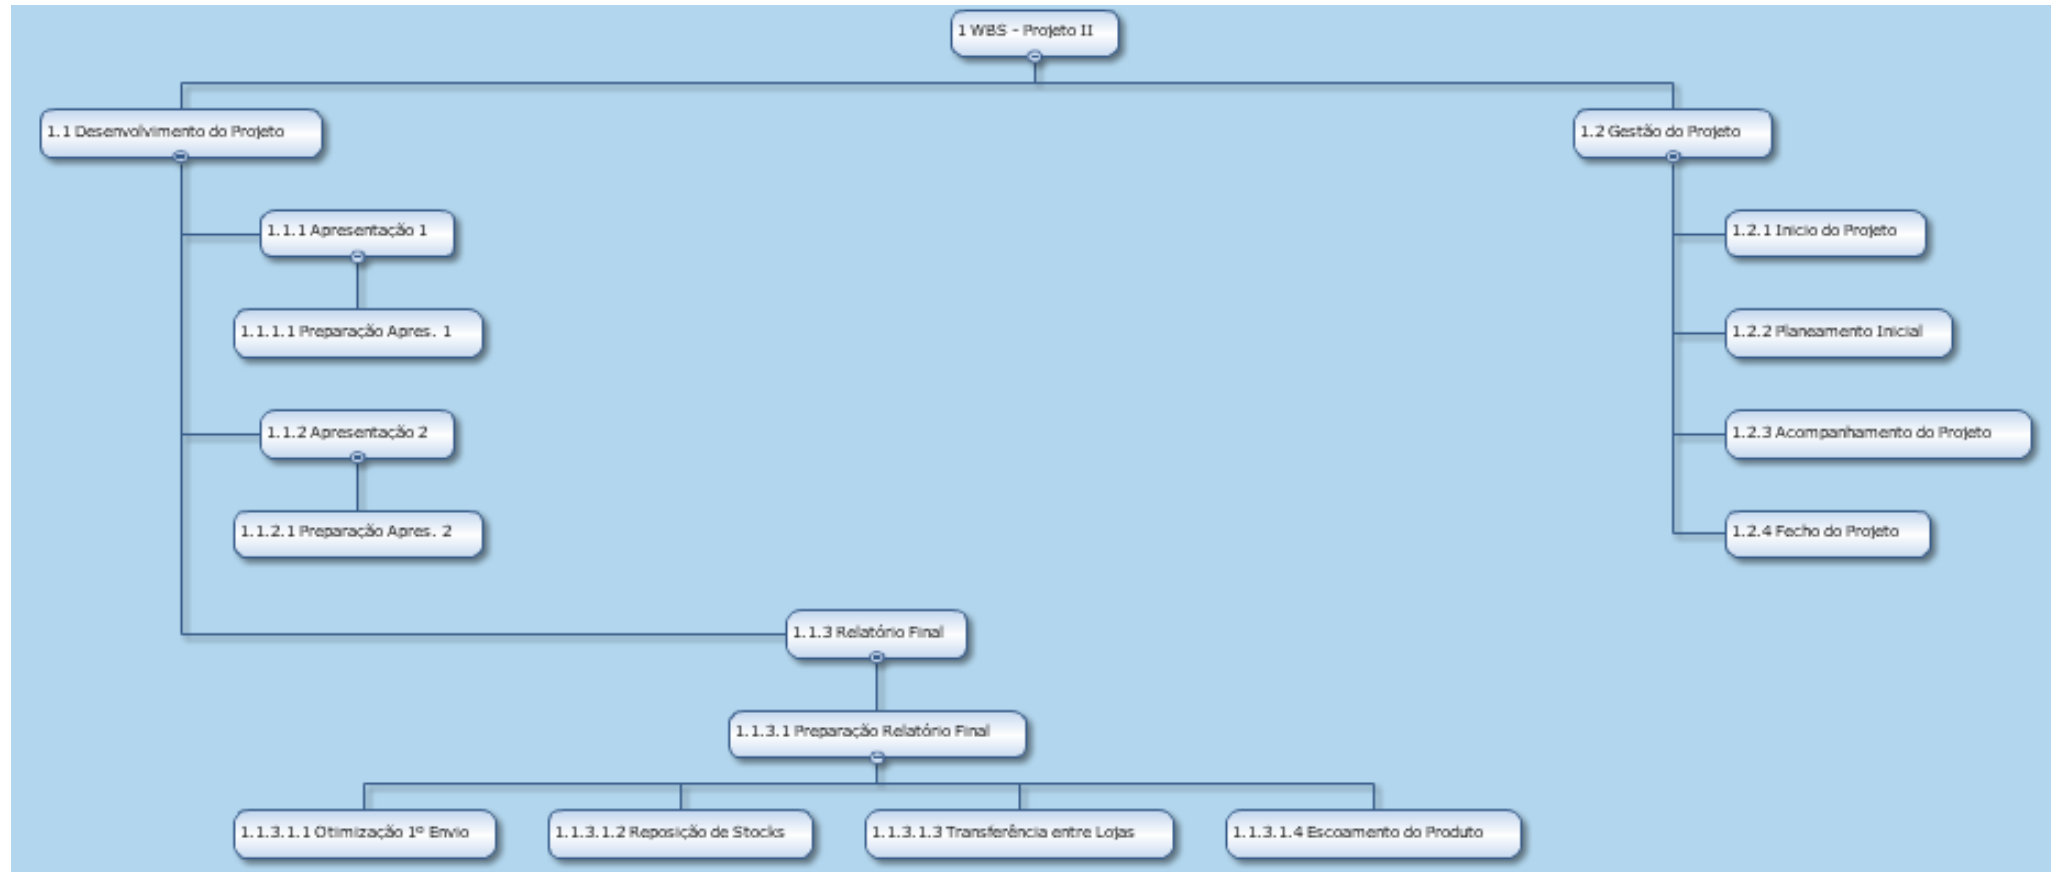 1 WBS - Projeto II
1.1 Desenvolvimento do Projeto
1.2 Gestão do Projeto
1.1.1 Apresentação 1
1.2.1 Inicio do Projeto
1.1.1.1 Preparação Apres. 1
1.2.2 Planeamento Inicial
1.1.2 Apresentação 2
1.2.3 Acompanhamento do Projeto
1.1.2.1 Preparação Apres. 2
1.2.4 Fecho do Projeto
1.1.3 Relatório Final
1.1.3.1 Preparação Relatório Final
1.1.3.1.1 Otimização 1º Envio
1.1.3.1.2 Reposição de Stocks
1.1.3.1.3 Transferência entre Lojas
1.1.3.1.4 Escoamento do Produto